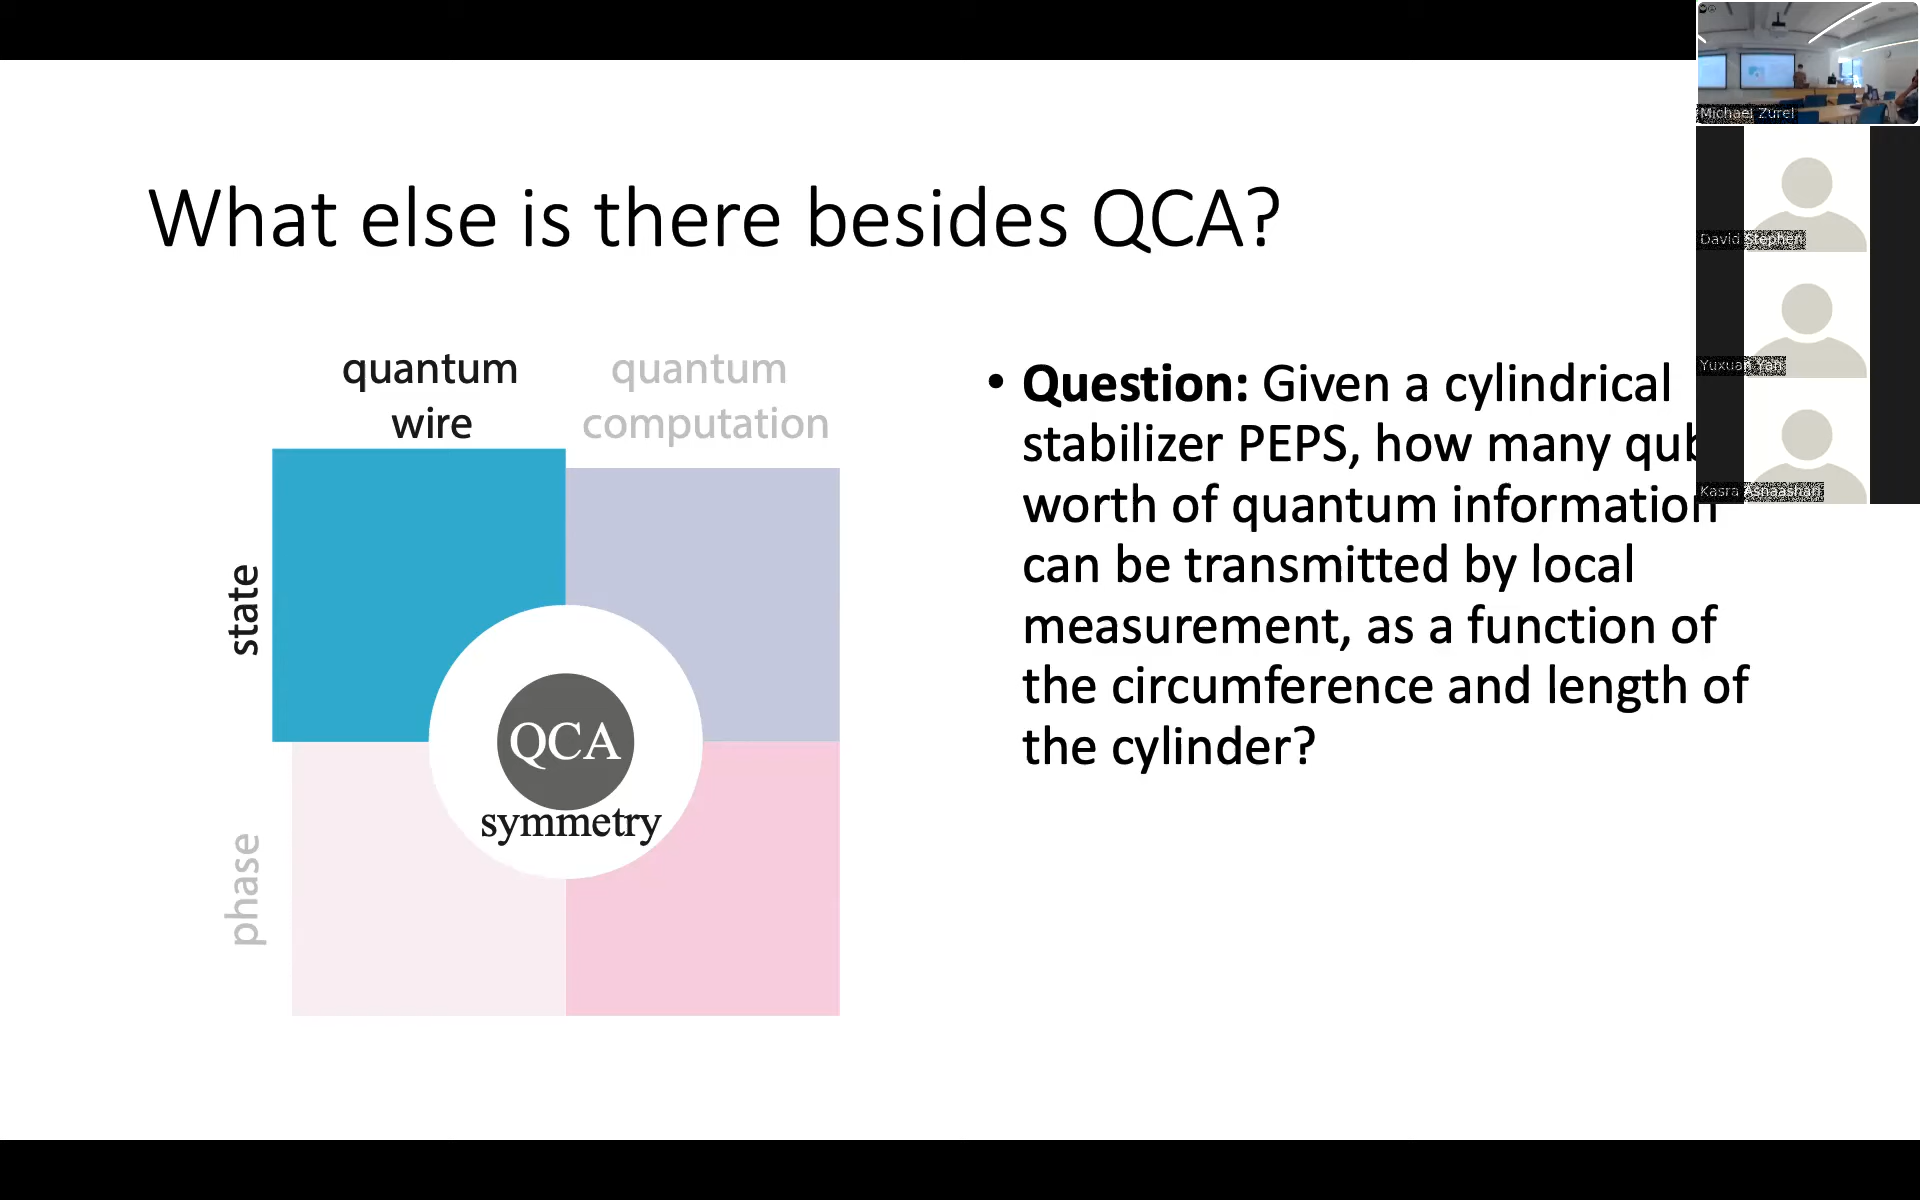 What else is there besides QCA?
quantum
wire
quantum
computation
state
phase
QCA
symmetry
• Question: Given a cylindrical
stabilizer PEPS, how many qub
worth of quantum information
can be transmitted by local
measurement, as a function of
the circumference and length of
the cylinder?
Michael Zurel
David Stephen
Yuxuan Yan
Kasra Asnaashari